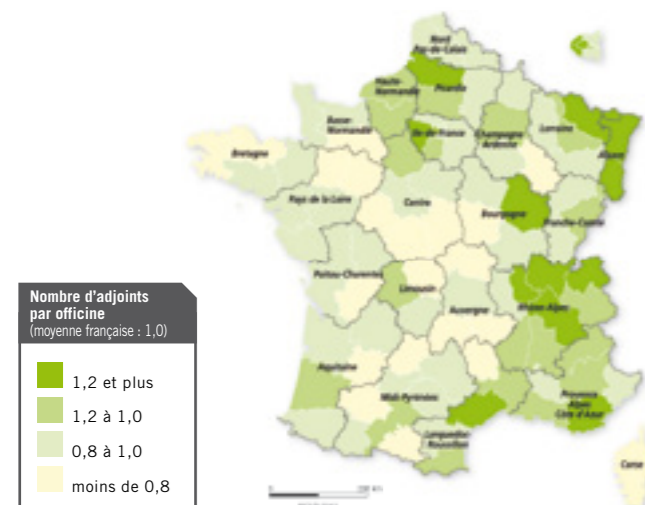 Nord
Pas-de-Calais
Haute-
Normandie
Picardie
Basse-
Normandie
Ile-de-France
Champagne
Ardenne
Lorraine
Alsace
Bretagne
Pays de la Loire
Centre
Bourgogne
Franche-Comté
Poitou-Charentes
Limousin
Auvergne
Rhône-Alpes
Aquitaine
Midi-Pyrénées
Provence
Alpes
Côte d'Azur
Languedoc-
Roussillon
Corse
Nombre d'adjoints
par officine
(moyenne française : 1,0)
1,2 et plus
1,2 à 1,0
0,8 à 1,0
moins de 0,8